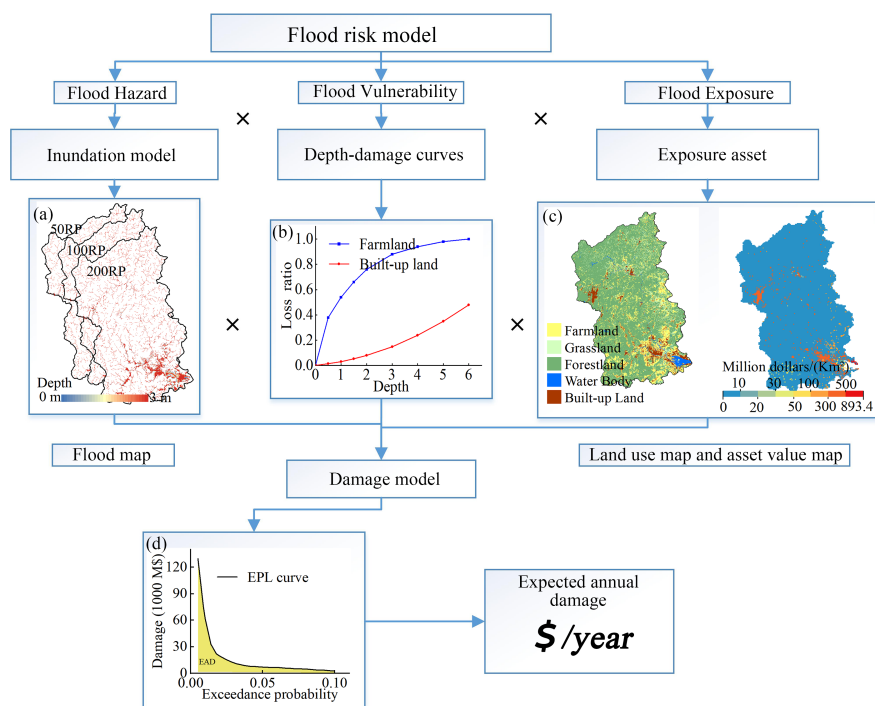 Flood risk model
Flood Hazard
×
Flood Vulnerability
×
Flood Exposure
Inundation model
Depth-damage curves
Exposure asset
(a)
50RP
100RP
200RP
Depth
0 m
3 m
×
(b)
1.0
0.8
0.6
0.4
0.2
0.0
Loss ratio
Farmland
Built-up land
0 1 2 3 4 5 6
Depth
×
(c)
Farmland
Grassland
Forestland
Water Body
Built-up Land
Million dollars/(Km²)
10 30 100 500
0 20 50 300 893.4
Flood map
Land use map and asset value map
Damage model
(d)
Damage (1000 M$)
120
90
60
30
0
EPL curve
EAD
0.00 0.05 0.10
Exceedance probability
Expected annual
damage
$/year